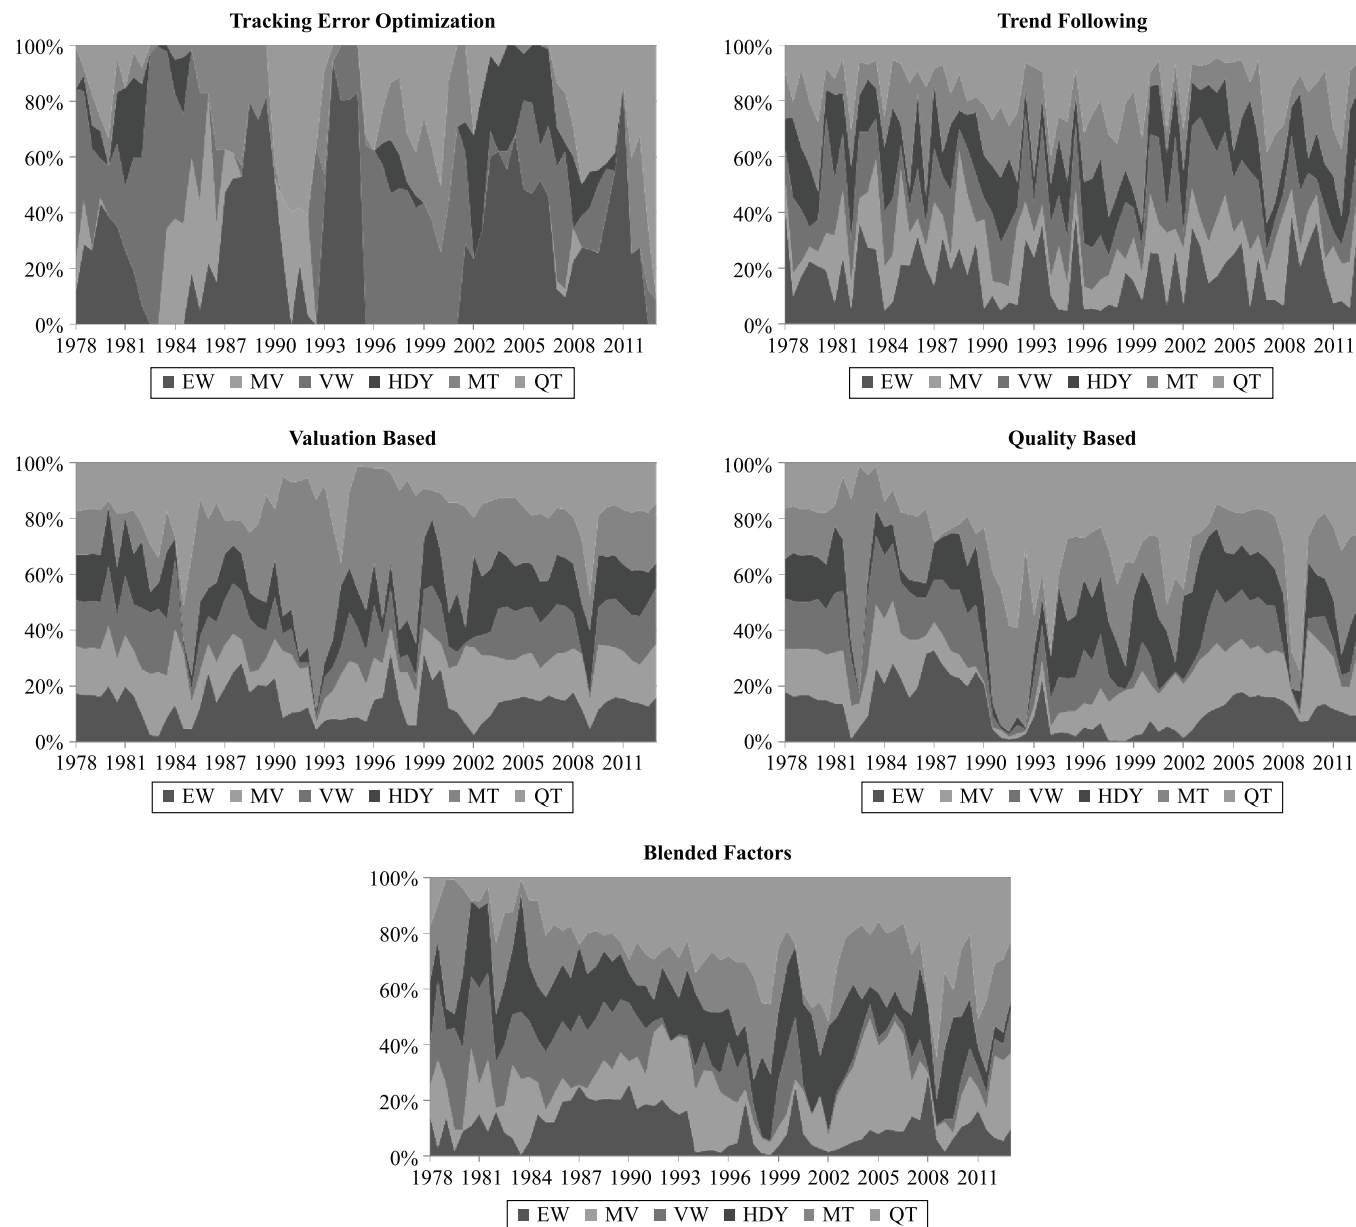 Tracking Error Optimization
100%
80%
60%
40%
20%
0%
1978 1981 1984 1987 1990 1993 1996 1999 2002 2005 2008 2011
EW MV VW HDY MT QT
Trend Following
100%
80%
60%
40%
20%
0%
1978 1981 1984 1987 1990 1993 1996 1999 2002 2005 2008 2011
EW MV VW HDY MT QT
Valuation Based
100%
80%
60%
40%
20%
0%
1978 1981 1984 1987 1990 1993 1996 1999 2002 2005 2008 2011
EW MV VW HDY MT QT
Quality Based
100%
80%
60%
40%
20%
0%
1978 1981 1984 1987 1990 1993 1996 1999 2002 2005 2008 2011
EW MV VW HDY MT QT
Blended Factors
100%
80%
60%
40%
20%
0%
1978 1981 1984 1987 1990 1993 1996 1999 2002 2005 2008 2011
EW MV VW HDY MT QT